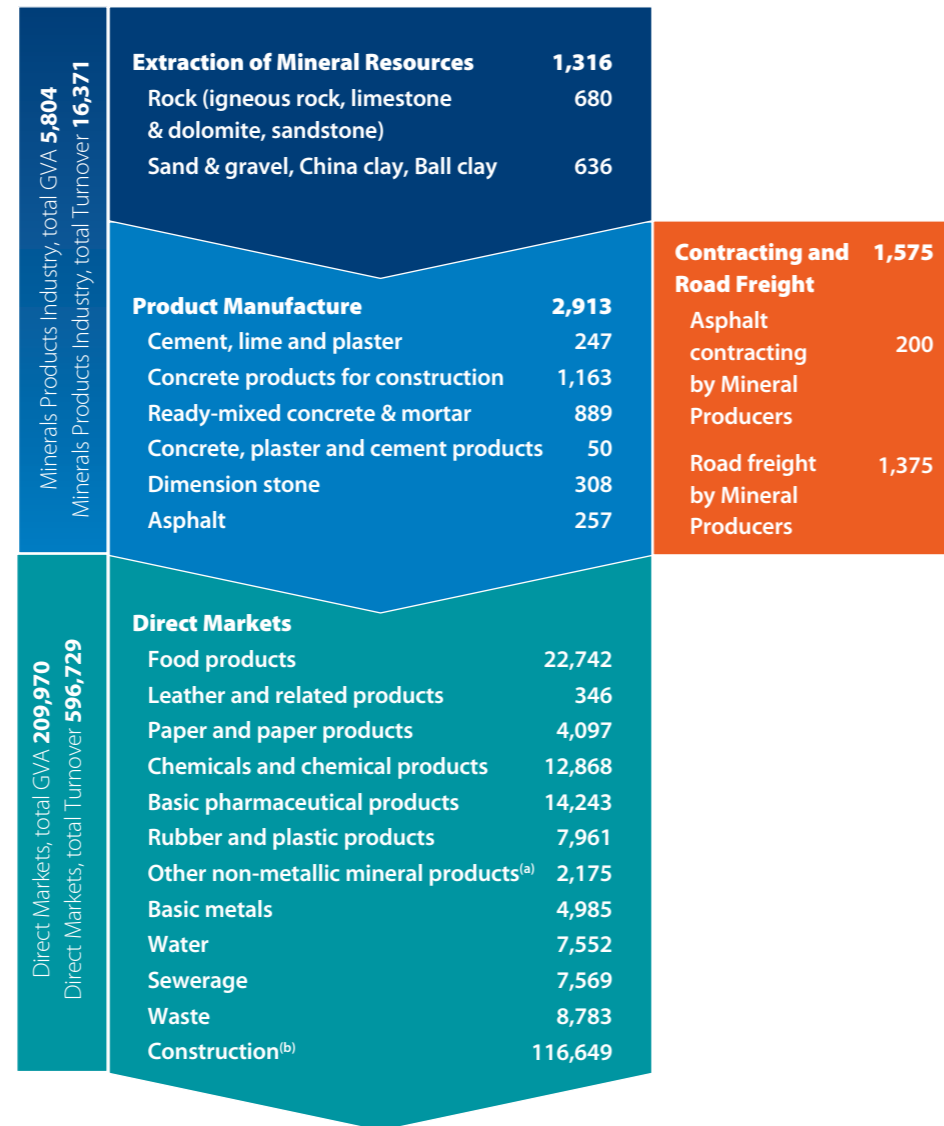 Minerals Products Industry, total GVA 5,804
Minerals Products Industry, total Turnover 16,371
Extraction of Mineral Resources 1,316
Rock (igneous rock, limestone 680
& dolomite, sandstone)
Sand & gravel, China clay, Ball clay 636
Product Manufacture 2,913
Cement, lime and plaster 247
Concrete products for construction 1,163
Ready-mixed concrete & mortar 889
Concrete, plaster and cement products 50
Dimension stone 308
Asphalt 257
Contracting and 1,575
Road Freight
Asphalt
contracting 200
by Mineral
Producers
Road freight 1,375
by Mineral
Producers
Direct Markets, total GVA 209,970
Direct Markets, total Turnover 596,729
Direct Markets
Food products 22,742
Leather and related products 346
Paper and paper products 4,097
Chemicals and chemical products 12,868
Basic pharmaceutical products 14,243
Rubber and plastic products 7,961
Other non-metallic mineral products(a) 2,175
Basic metals 4,985
Water 7,552
Sewerage 7,569
Waste 8,783
Construction(b) 116,649